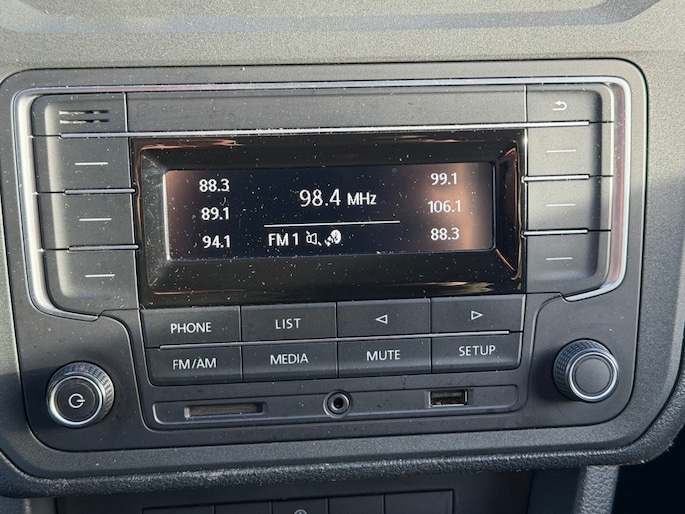 88.3 98.4 MHz 99.1
89.1 106.1
94.1 FM 1 88.3
PHONE LIST
FM/AM MEDIA MUTE SETUP